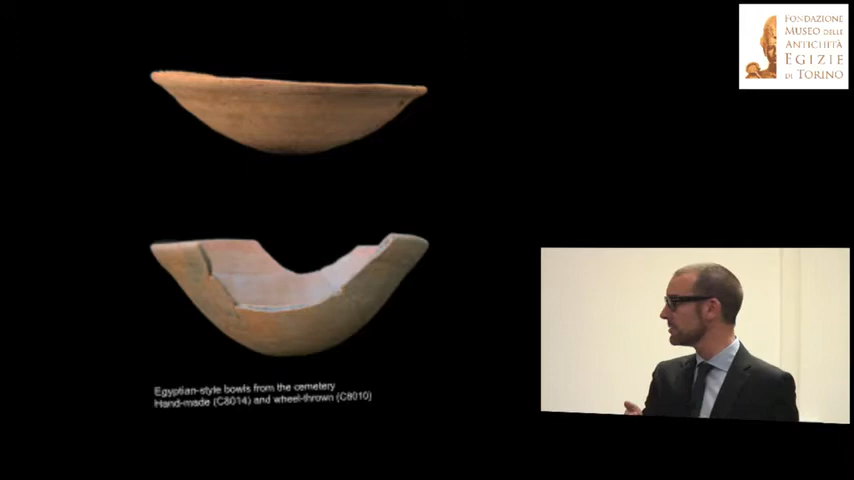 FONDAZIONE
MUSEO DELLE
ANTICHITÀ
EGIZIE
DI TORINO
Egyptian-style bowls from the cemetery
Hand-made (C8014) and wheel-thrown (C8010)